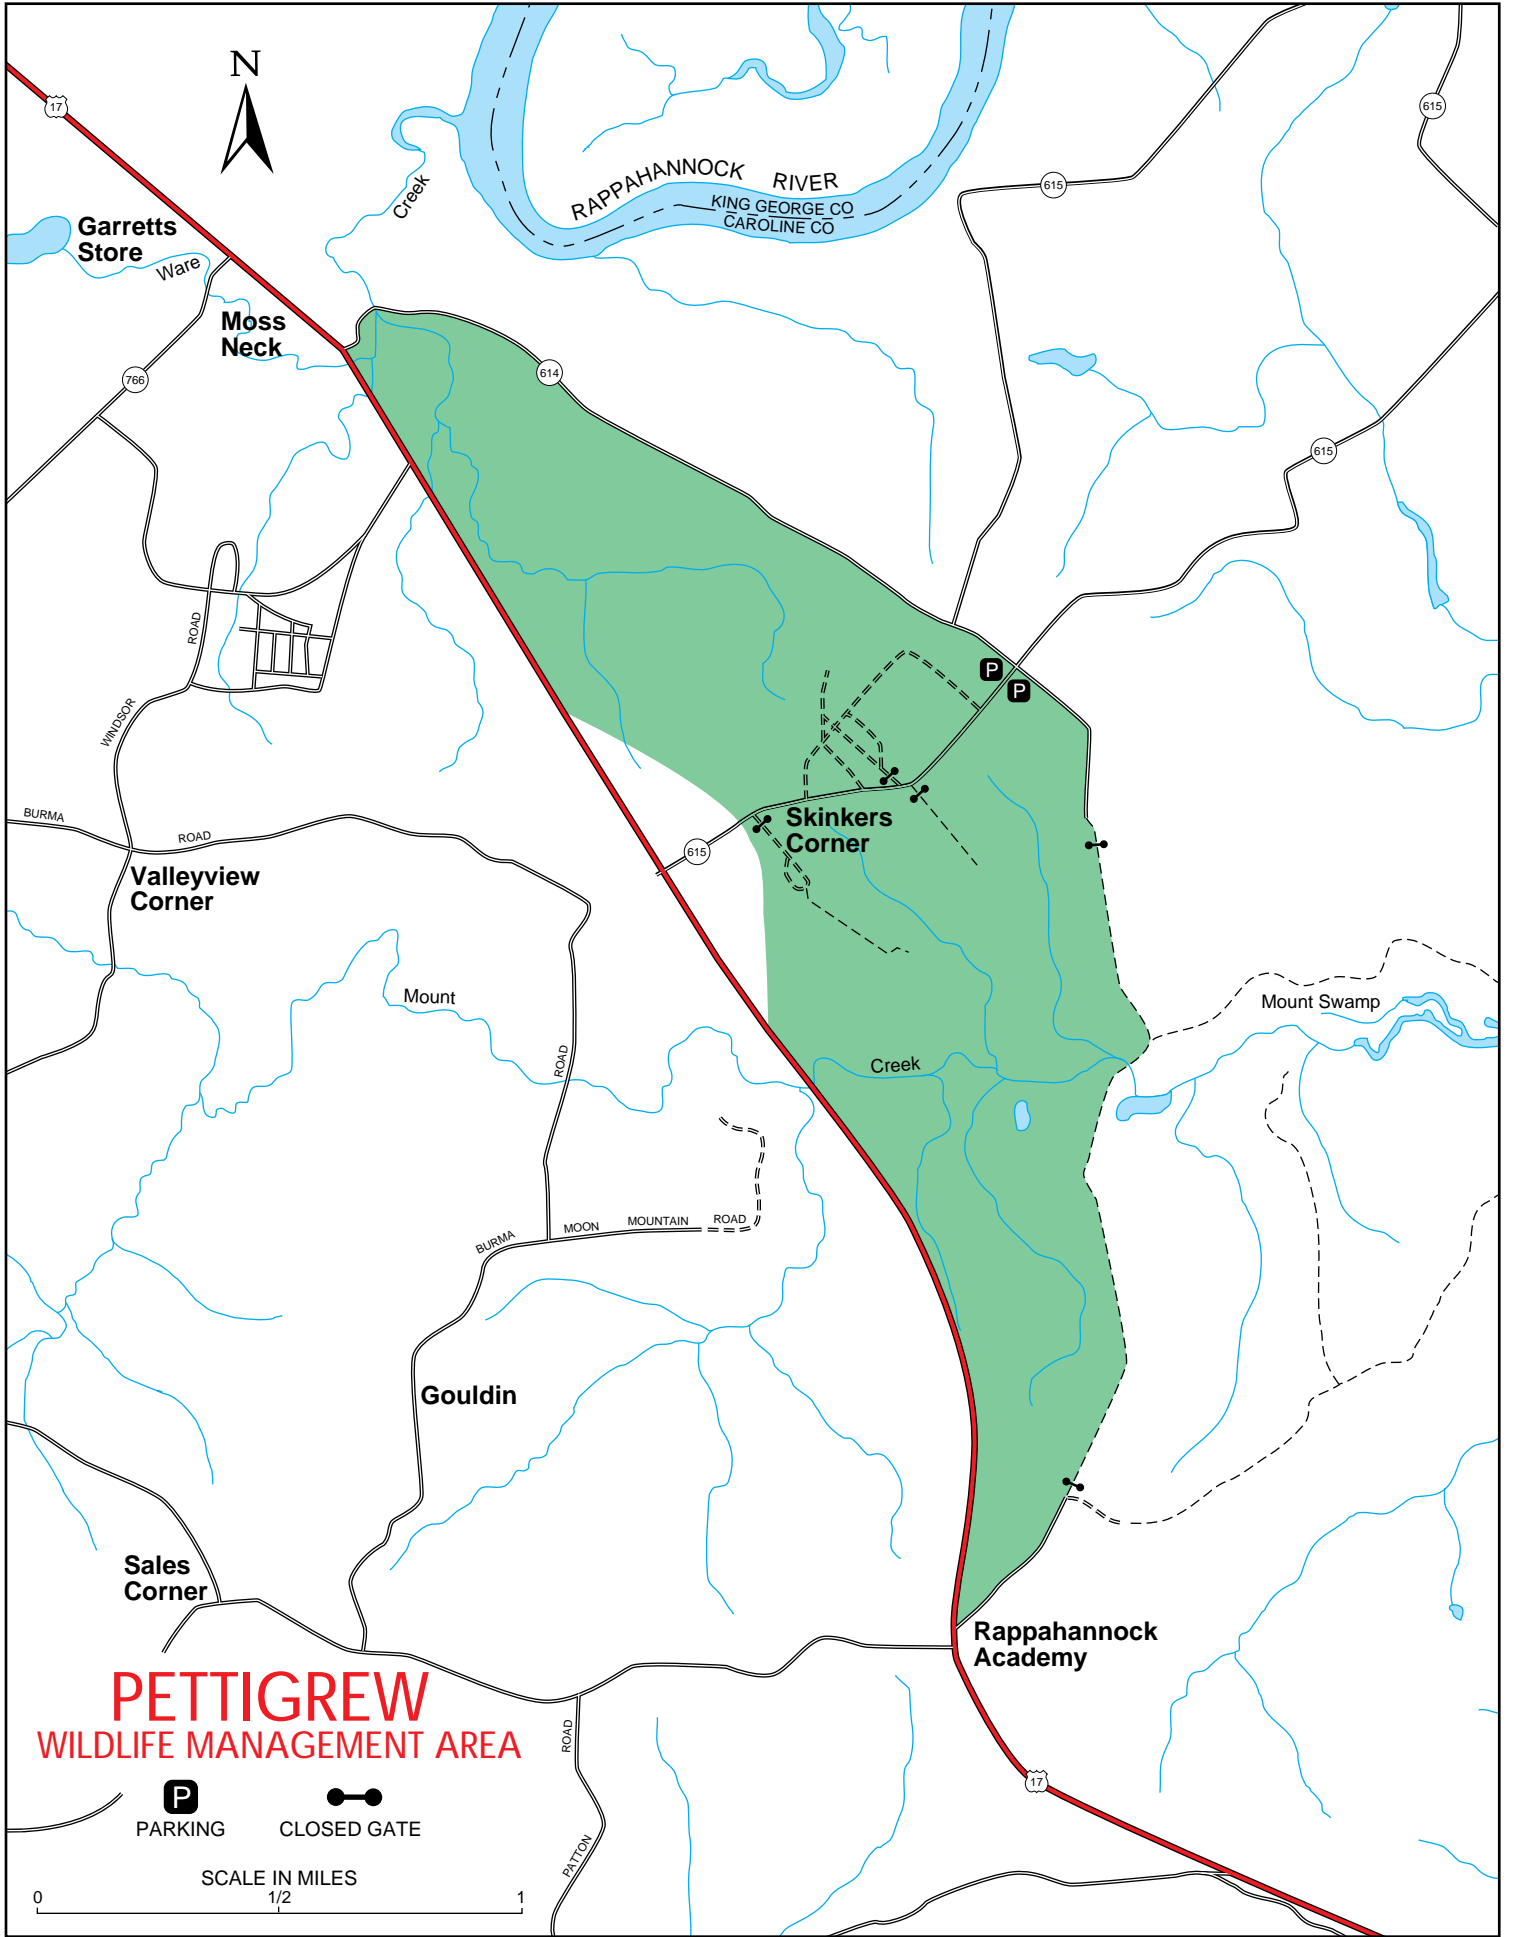 N
17
615
Creek
RAPPAHANNOCK RIVER
KING GEORGE CO
CAROLINE CO
615
Garretts
Store
Ware
Moss
Neck
614
766
615
ROAD
P
P
WINDSOR
BURMA
ROAD
Skinkers
Corner
615
Valleyview
Corner
Mount
Mount Swamp
ROAD
Creek
BURMA
MOON MOUNTAIN ROAD
Gouldin
Sales
Corner
Rappahannock
Academy
PETTIGREW
WILDLIFE MANAGEMENT AREA
ROAD
17
P
PARKING
CLOSED GATE
PATTON
SCALE IN MILES
0 1/2 1